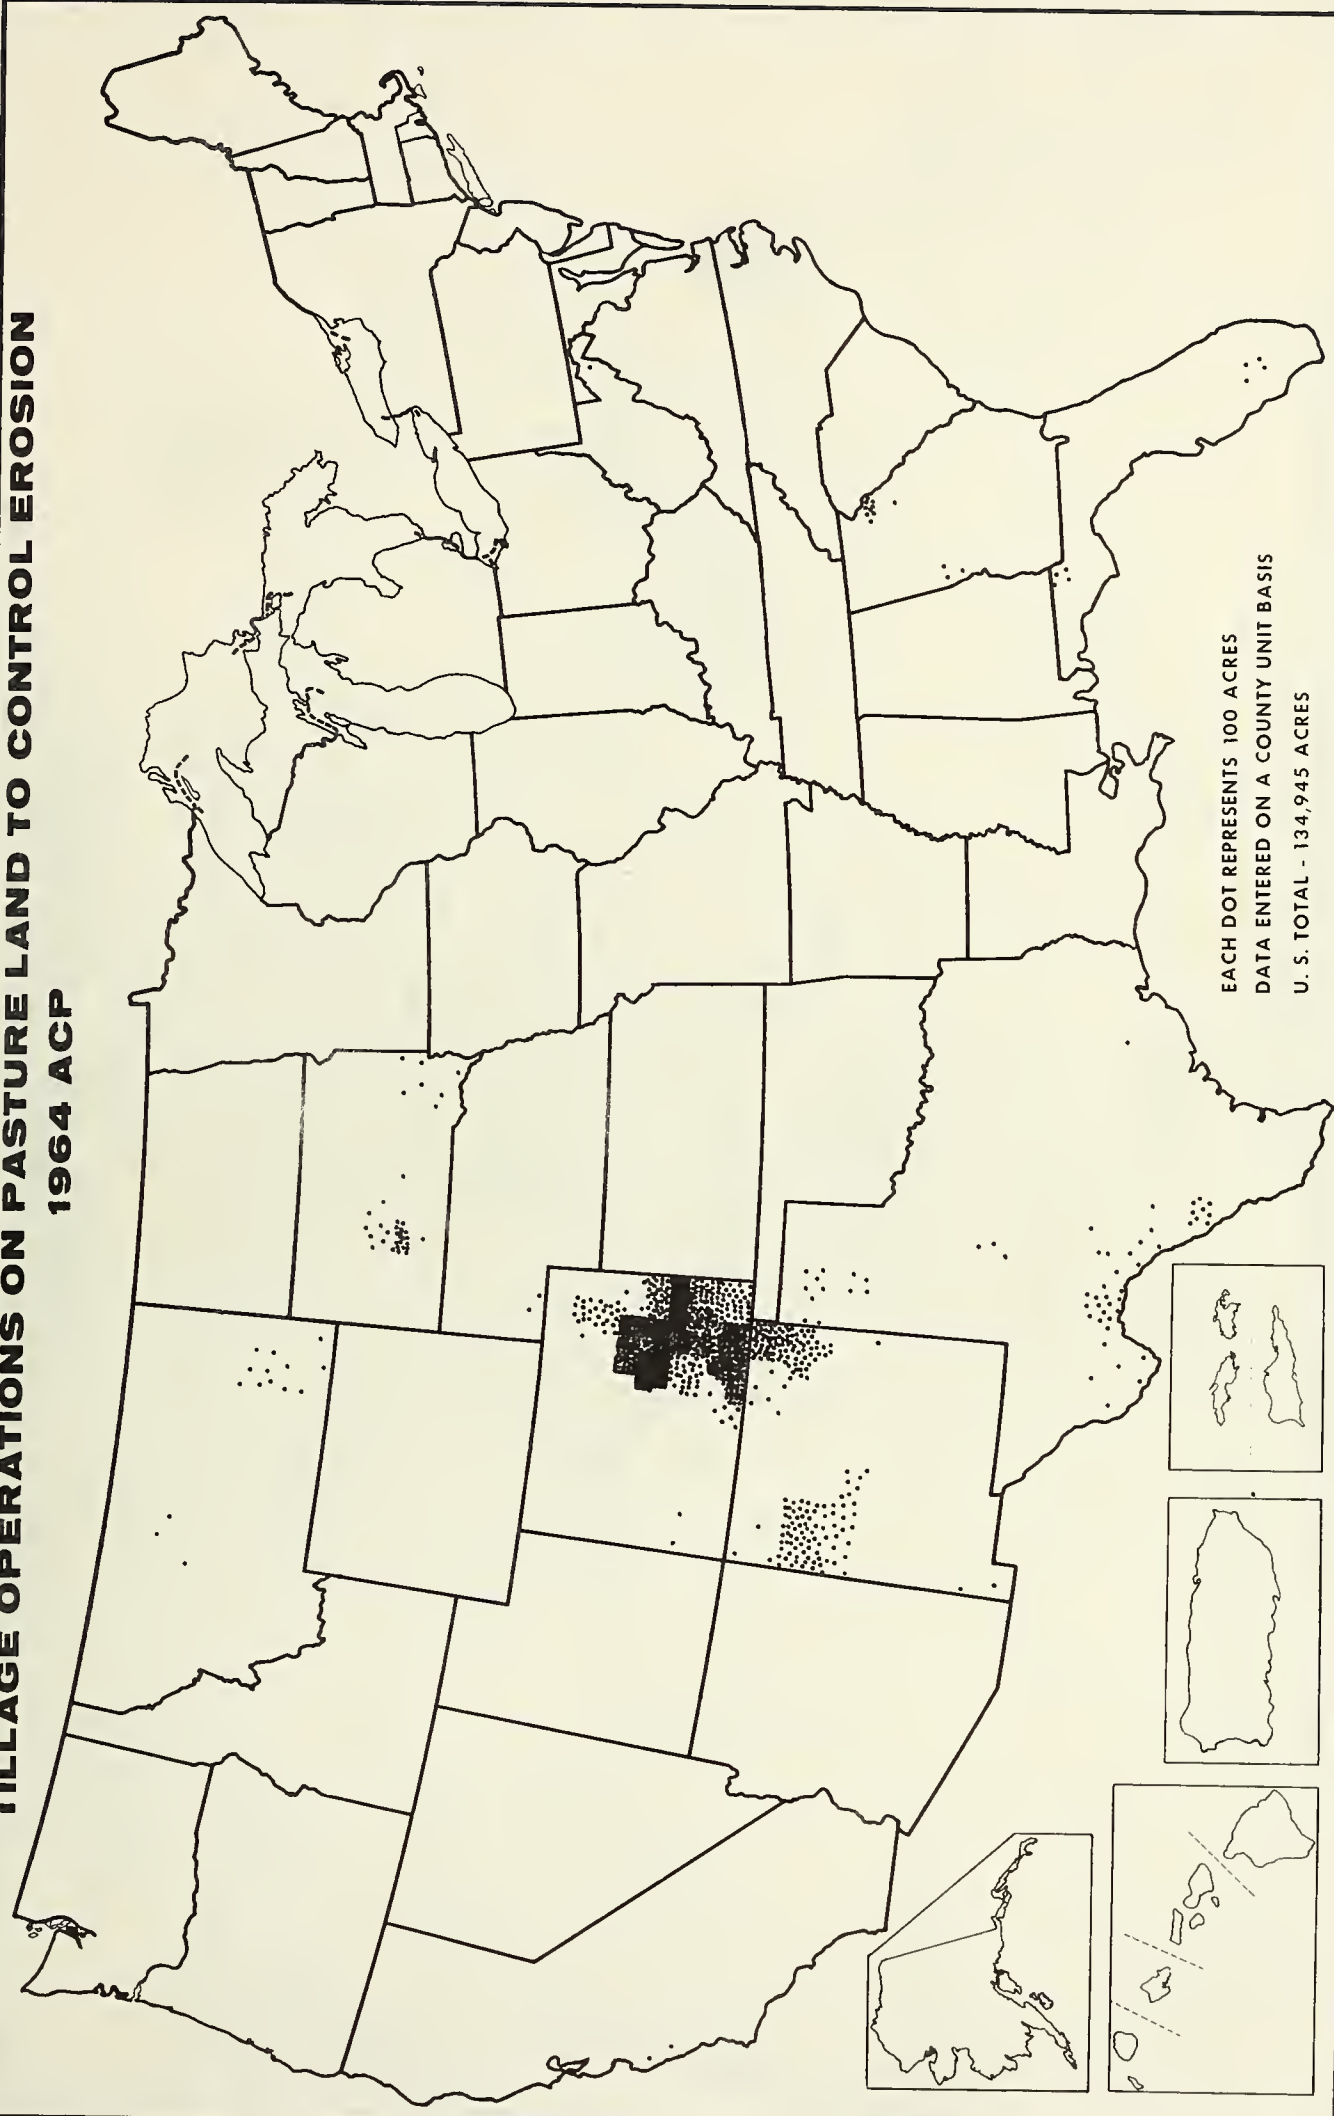 TILLAGE OPERATIONS ON PASTURE LAND TO CONTROL EROSION
1964 ACP
EACH DOT REPRESENTS 100 ACRES
DATA ENTERED ON A COUNTY UNIT BASIS
U. S. TOTAL - 134,945 ACRES